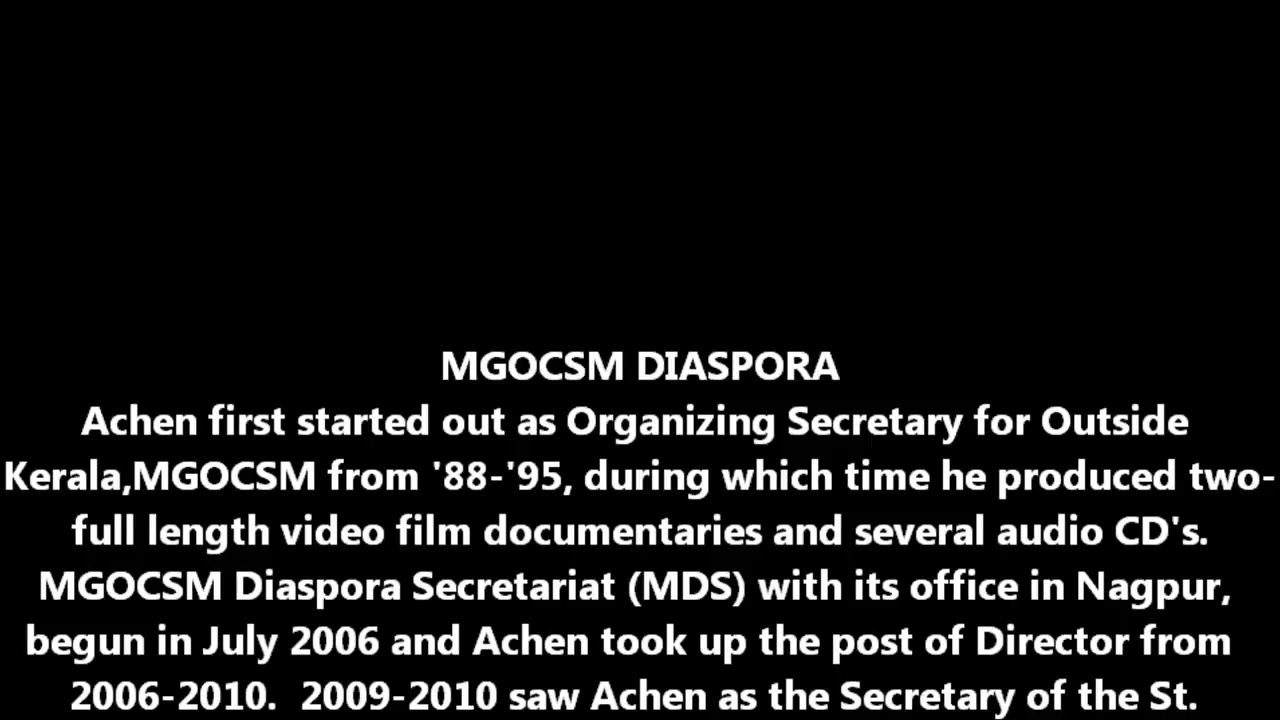 MGOCSM DIASPORA
Achen first started out as Organizing Secretary for Outside
Kerala,MGOCSM from '88-'95, during which time he produced two-
full length video film documentaries and several audio CD's.
MGOCSM Diaspora Secretariat (MDS) with its office in Nagpur,
begun in July 2006 and Achen took up the post of Director from
2006-2010.  2009-2010 saw Achen as the Secretary of the St.